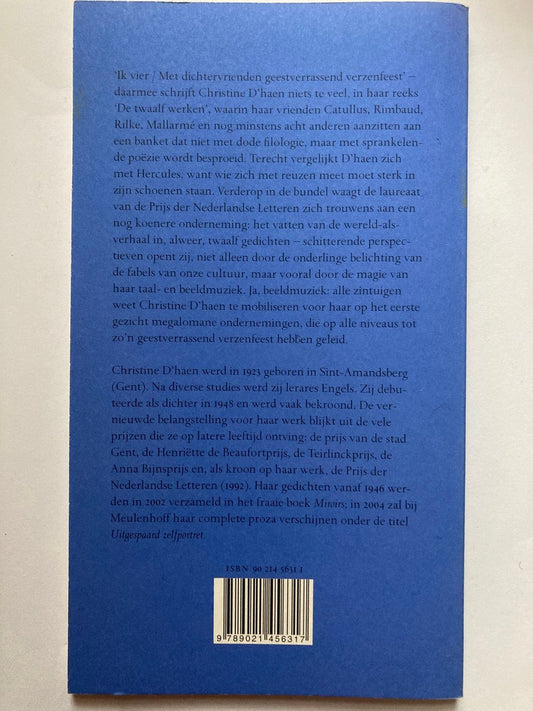 ‘Ik vier / Met dichtervrienden geestverrassend verzenfeest’ –
daarmee schrijft Christine D’haen niets te veel, in haar reeks
‘De twaalf werken’, waarin haar vrienden Catullus, Rimbaud,
Rilke, Mallarmé en nog minstens acht anderen aanzitten aan
een banket dat niet met dode filologie, maar met sprankelen-
de poëzie wordt besproeid. Terecht vergelijkt D’haen zich
met Hercules, want wie zich met reuzen meet moet sterk in
zijn schoenen staan. Verderop in de bundel waagt de laureaat
van de Prijs der Nederlandse Letteren zich trouwens aan een
nog koenere onderneming: het vatten van de wereld-als-
verhaal in, alweer, twaalf gedichten – schitterende perspec-
tieven opent zij, niet alleen door de onderlinge belichting van
de fabels van onze cultuur, maar vooral door de magie van
haar taal- en beeldmuziek. Ja, beeldmuziek: alle zintuigen
weet Christine D’haen te mobiliseren voor haar op het eerste
gezicht megalomane ondernemingen, die op alle niveaus tot
zo’n geestverrassend verzenfeest hebben geleid.
Christine D’haen werd in 1923 geboren in Sint-Amandsberg
(Gent). Na diverse studies werd zij lerares Engels. Zij debu-
teerde als dichter in 1948 en werd vaak bekroond. De ver-
nieuwde belangstelling voor haar werk blijkt uit de vele
prijzen die ze op latere leeftijd ontving: de prijs van de stad
Gent, de Henriëtte de Beaufortprijs, de Teirlinckprijs, de
Anna Bijnsprijs en, als kroon op haar werk, de Prijs der
Nederlandse Letteren (1992). Haar gedichten vanaf 1946 wer-
den in 2002 verzameld in het fraaie boek Miroirs; in 2004 zal bij
Meulenhoff haar complete proza verschijnen onder de titel
Uitgespaard zelfportret.
ISBN 90 214 5631 1
9 789021 456317